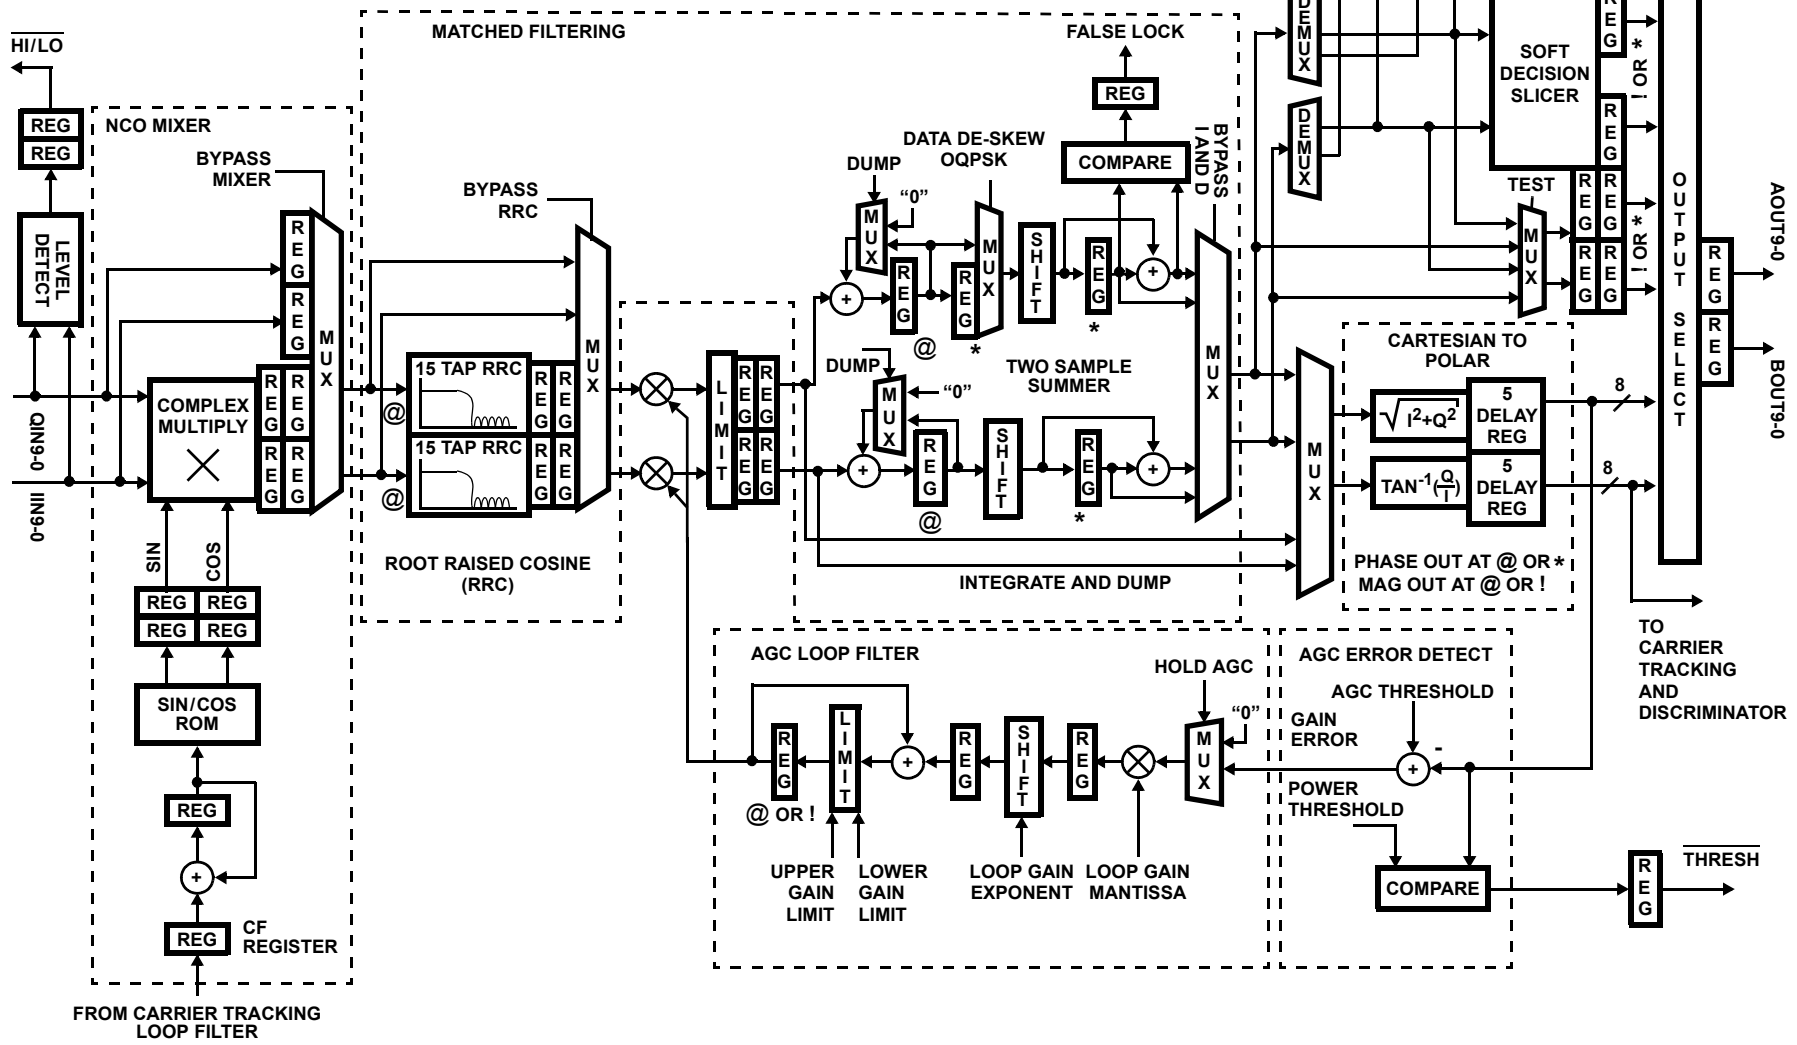 HI/LO
REG
REG
LEVEL
DETECT
QIN9-0
IIN9-0
NCO MIXER
BYPASS
MIXER
REG
REG
MUX
COMPLEX
MULTIPLY
REG
REG
REG
REG
SIN
COS
REG
REG
REG
REG
SIN/COS
ROM
REG
+
REG
CF
REGISTER
FROM CARRIER TRACKING
LOOP FILTER
MATCHED FILTERING
BYPASS
RRC
15 TAP RRC
15 TAP RRC
@
@
REG
REG
REG
REG
MUX
ROOT RAISED COSINE
(RRC)
LIMIT
REG
REG
REG
REG
FALSE LOCK
REG
COMPARE
DATA DE-SKEW
OQPSK
DUMP
"0"
MUX
+
REG
@
REG
*
MUX
SHIFT
REG
*
+
BYPASS
I AND D
DUMP
"0"
MUX
TWO SAMPLE
SUMMER
+
REG
@
SHIFT
REG
*
+
MUX
INTEGRATE AND DUMP
DEMUX
DEMUX
SOFT
DECISION
SLICER
REG
* OR !
REG
TEST
MUX
REG
REG
REG
REG
* OR !
OUTPUT SELECT
REG
REG
AOUT9-0
BOUT9-0
MUX
CARTESIAN TO
POLAR
√I²+Q²
5
DELAY
REG
8
TAN⁻¹(Q/I)
5
DELAY
REG
8
PHASE OUT AT @ OR *
MAG OUT AT @ OR !
TO
CARRIER
TRACKING
AND
DISCRIMINATOR
AGC LOOP FILTER
HOLD AGC
"0"
MUX
REG
SHIFT
REG
+
LIMIT
REG
@ OR !
UPPER
GAIN
LIMIT
LOWER
GAIN
LIMIT
LOOP GAIN
EXPONENT
LOOP GAIN
MANTISSA
AGC ERROR DETECT
AGC THRESHOLD
GAIN
ERROR
-
+
POWER
THRESHOLD
COMPARE
REG
THRESH